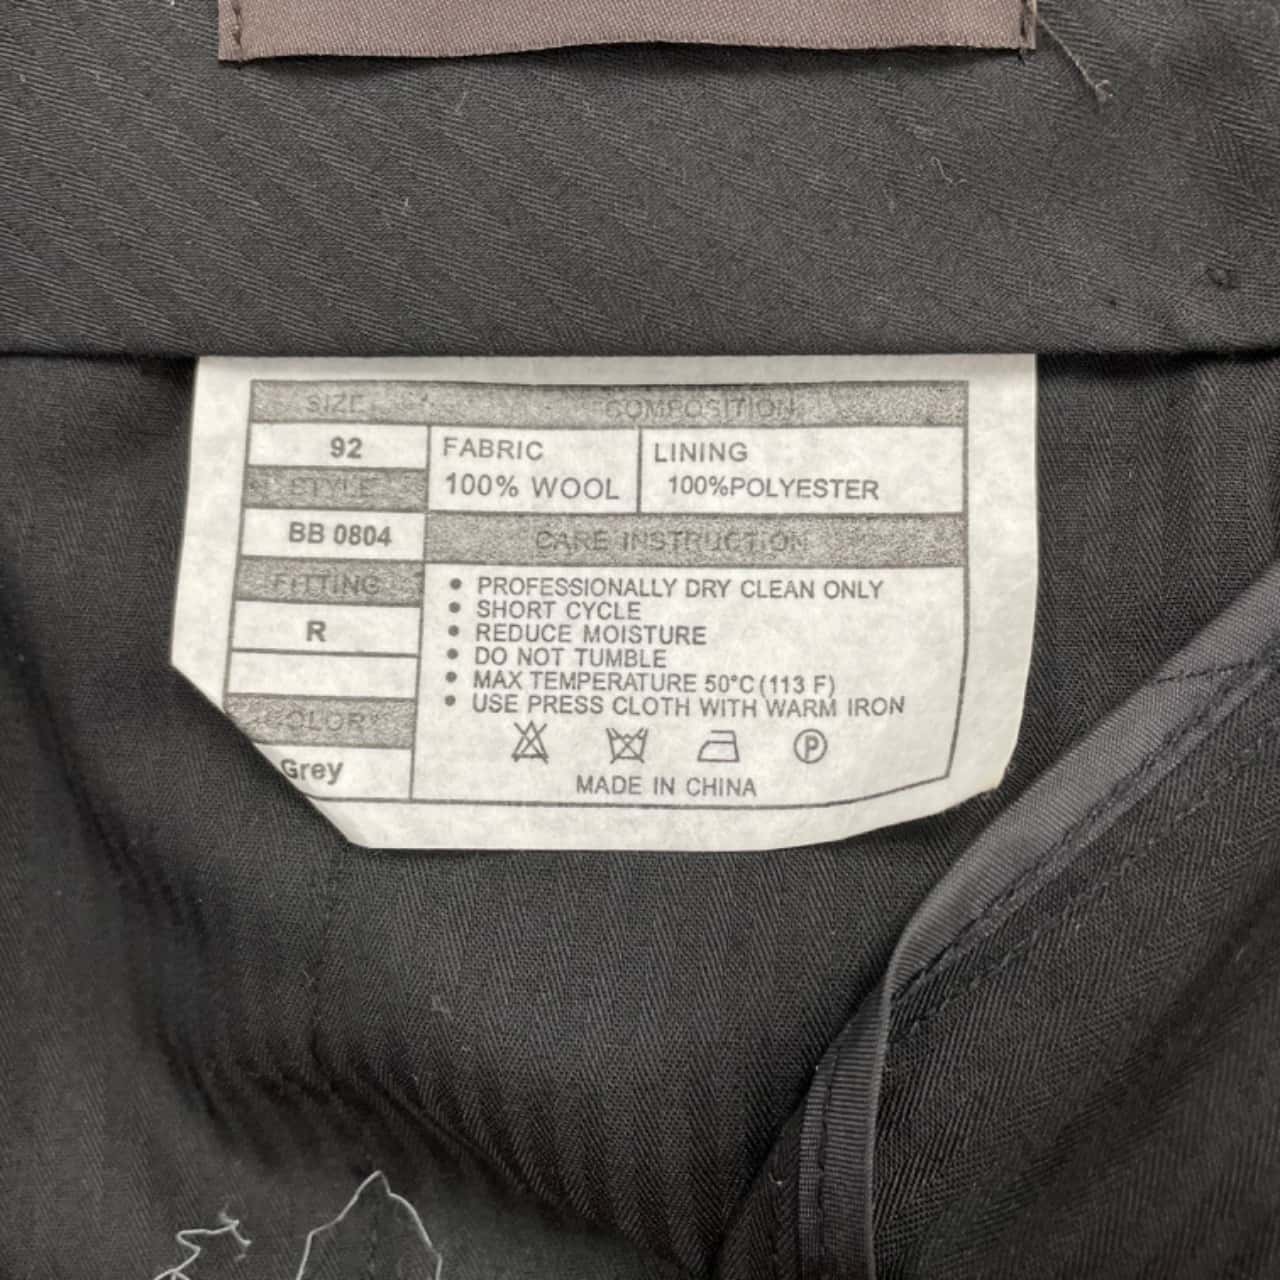 SIZE COMPOSITION
92 FABRIC LINING
100% WOOL 100%POLYESTER
STYLE
BB 0804 CARE INSTRUCTION
FITTING
R
COLOR
Grey
• PROFESSIONALLY DRY CLEAN ONLY
• SHORT CYCLE
• REDUCE MOISTURE
• DO NOT TUMBLE
• MAX TEMPERATURE 50°C (113 F)
• USE PRESS CLOTH WITH WARM IRON
P
MADE IN CHINA